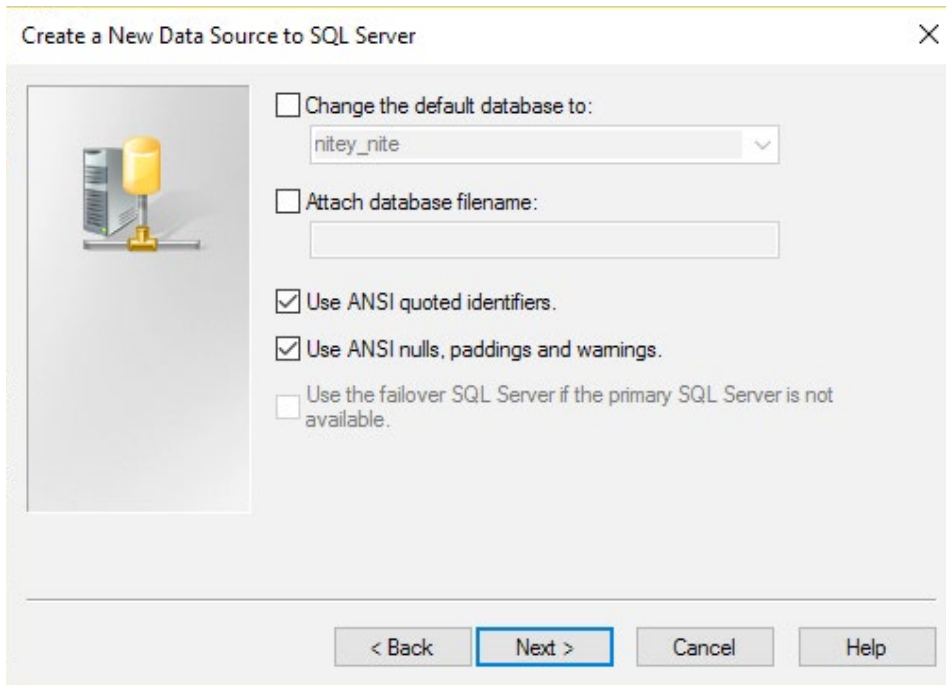 Create a New Data Source to SQL Server
Change the default database to:
nitey_nite
Attach database filename:
Use ANSI quoted identifiers.
Use ANSI nulls, paddings and warnings.
Use the failover SQL Server if the primary SQL Server is not
available.
< Back
Next >
Cancel
Help